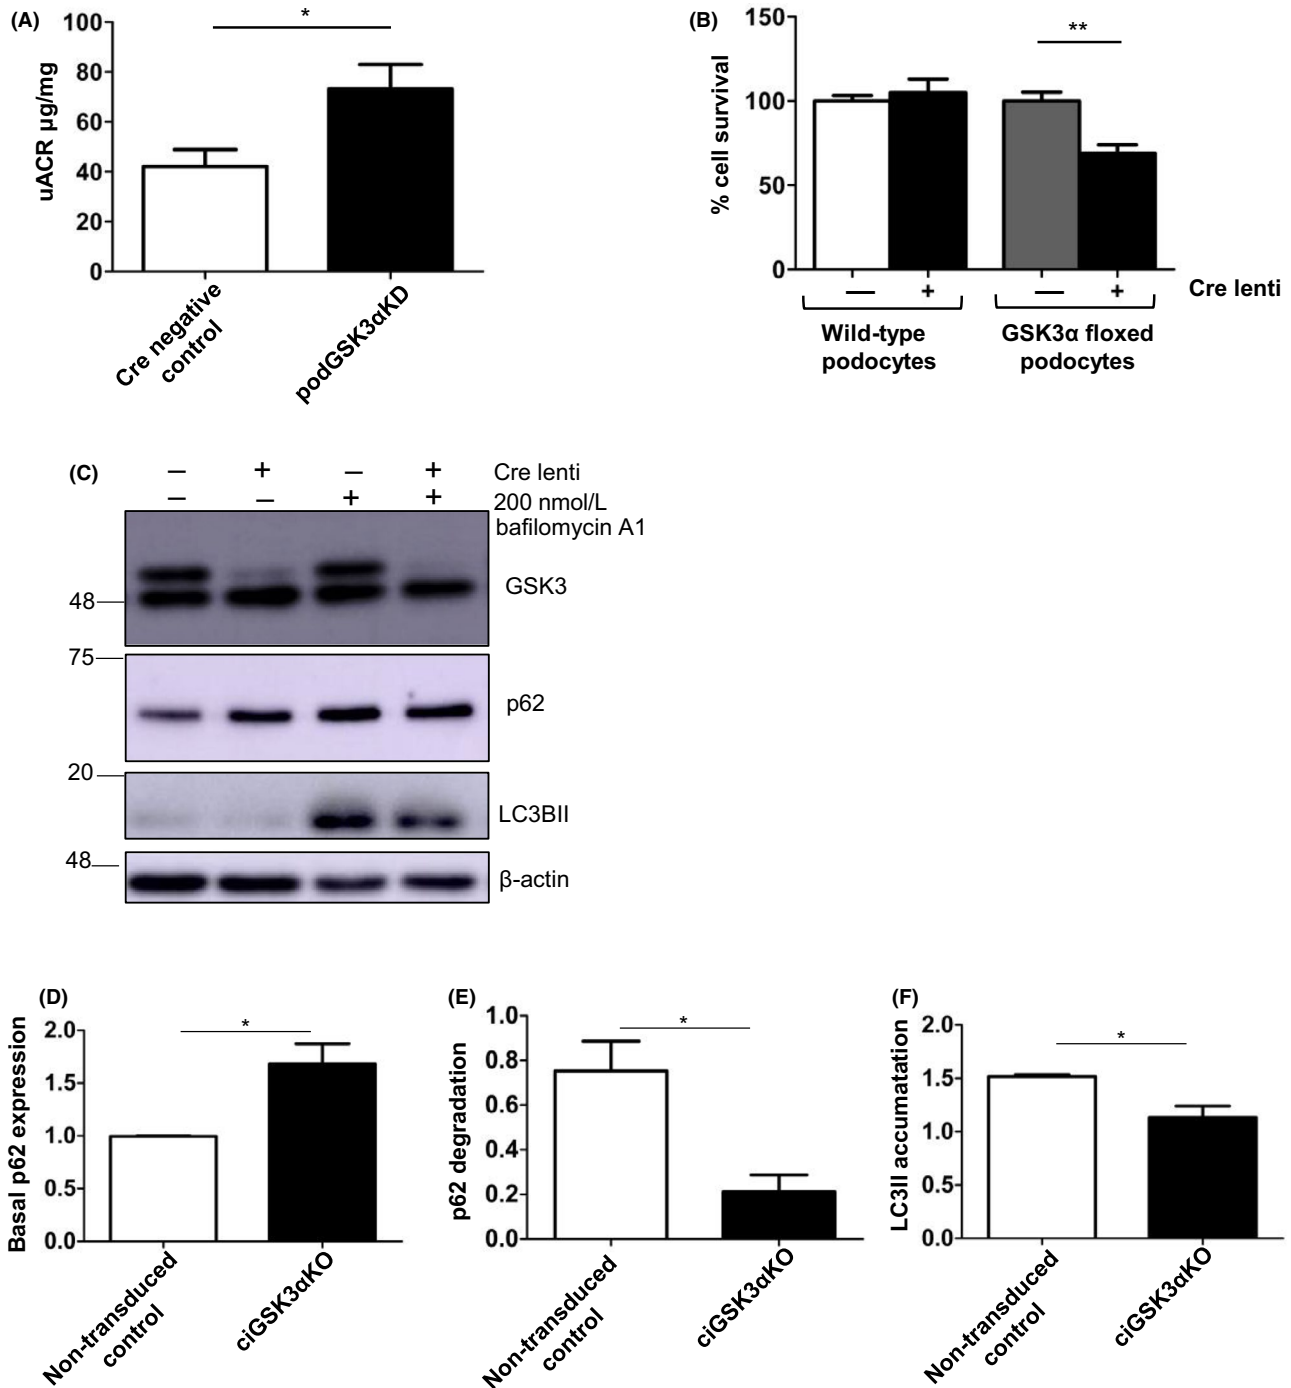 (A)
uACR µg/mg
100
80
60
40
20
0
*
Cre negative
control
podGSK3αKD
(B)
% cell survival
150
100
50
0
**
— + — + Cre lenti
Wild-type
podocytes
GSK3α floxed
podocytes
(C)
– + – + Cre lenti
– – + + 200 nmol/L
bafilomycin A1
GSK3
48
75
p62
20
LC3BII
48
β-actin
(D)
Basal p62 expression
2.0
1.5
1.0
0.5
0.0
*
Non-transduced
control
ciGSK3αKO
(E)
p62 degradation
1.0
0.8
0.6
0.4
0.2
0.0
*
Non-transduced
control
ciGSK3αKO
(F)
LC3II accumatation
2.0
1.5
1.0
0.5
0.0
*
Non-transduced
control
ciGSK3αKO